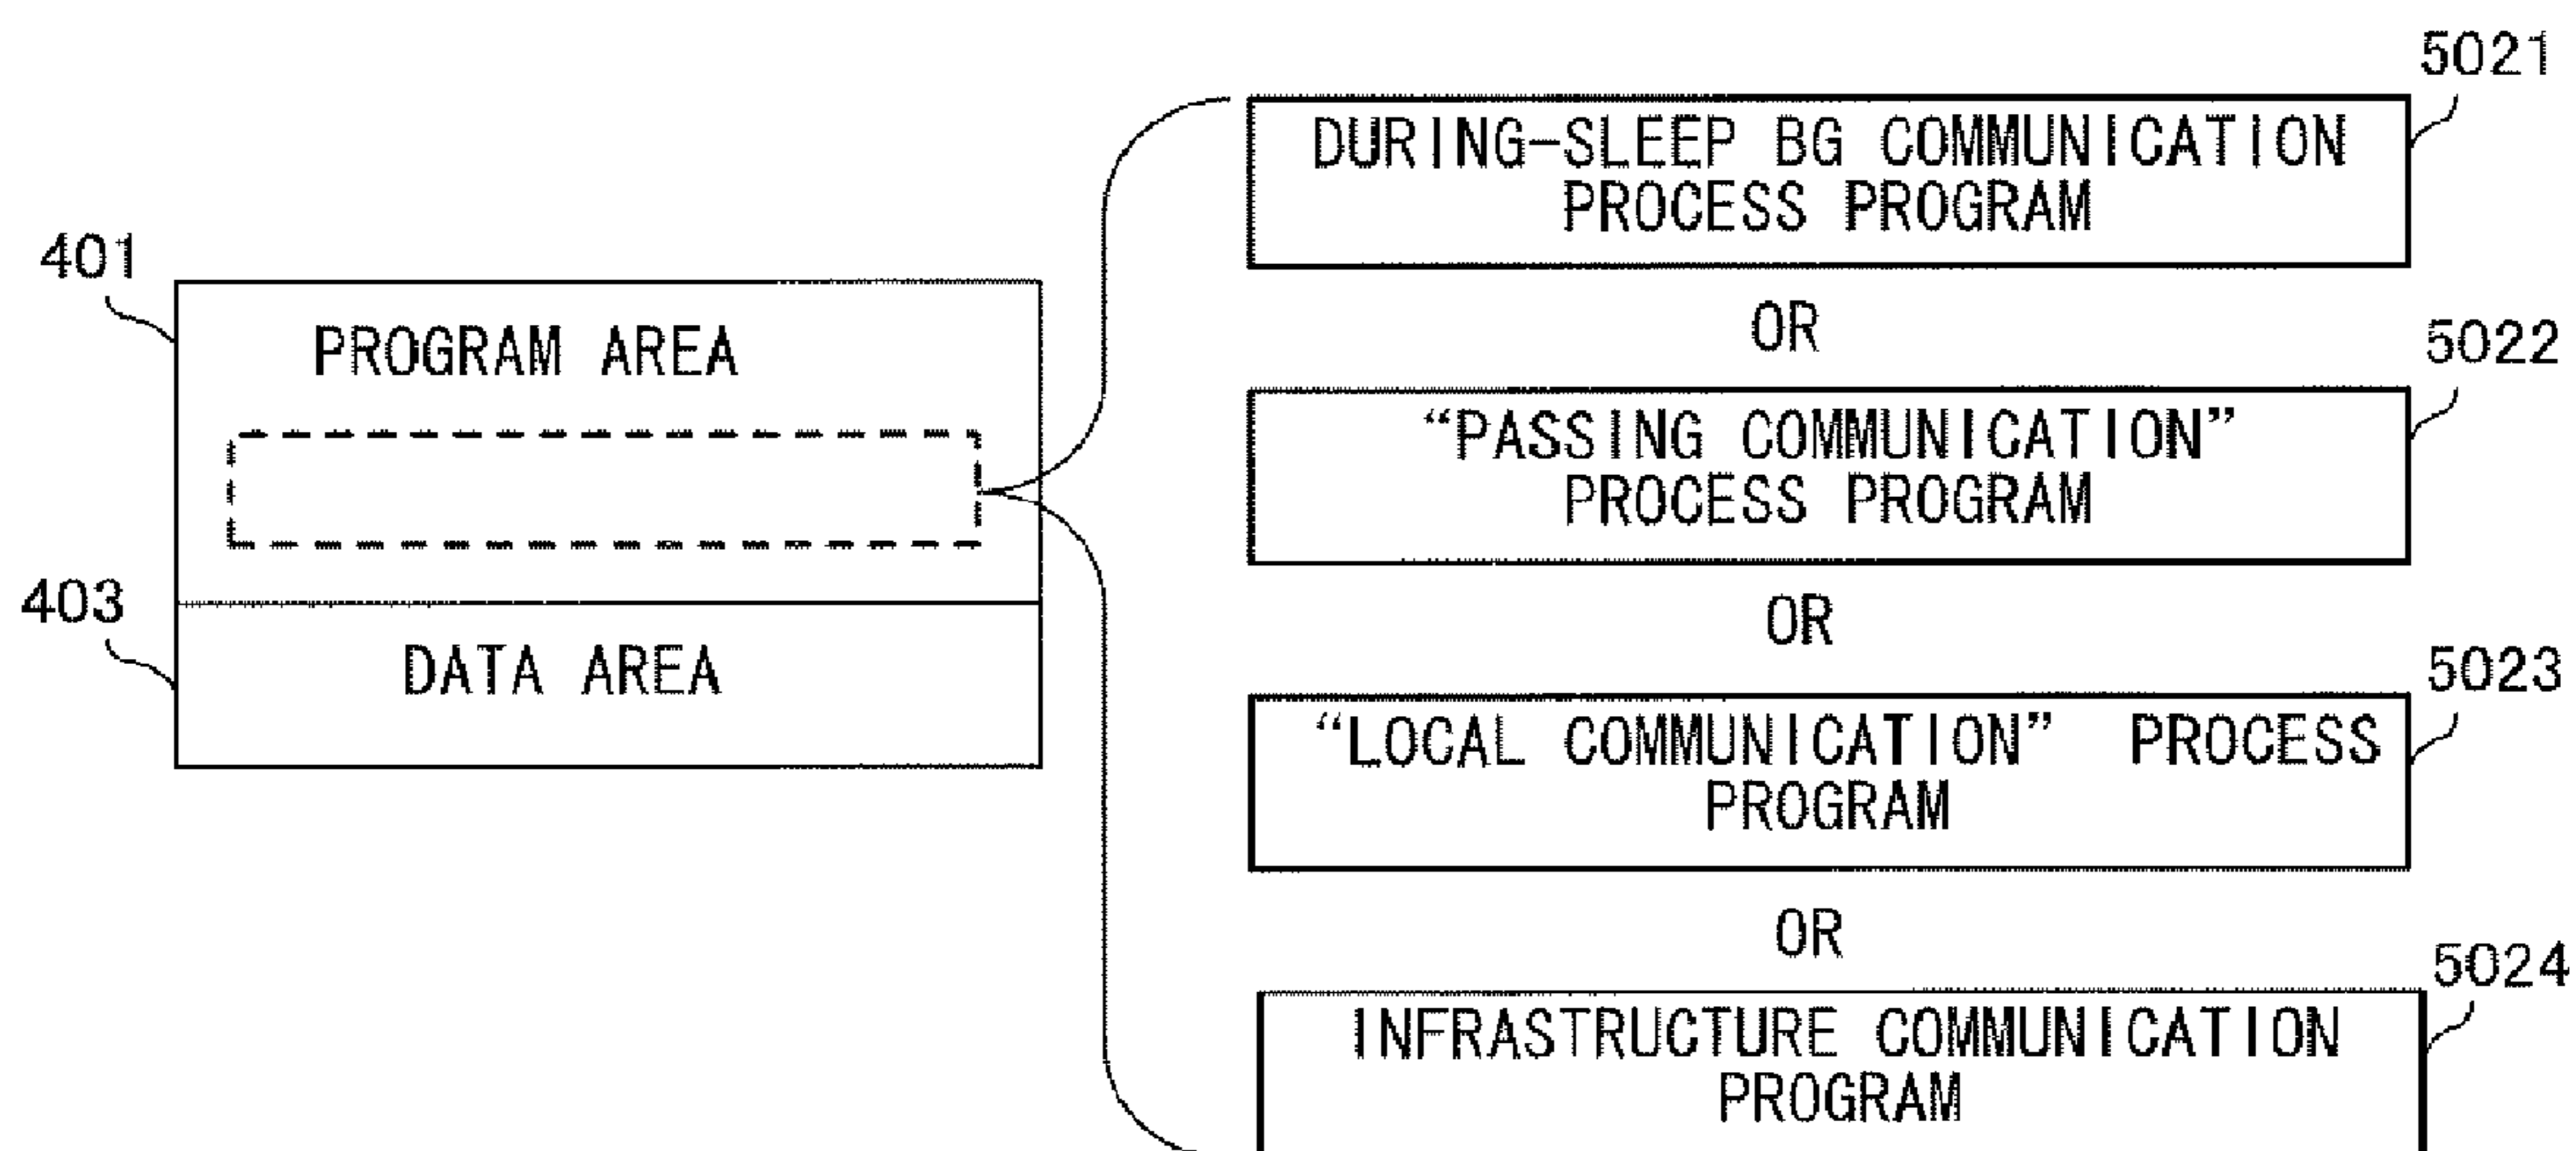 401
PROGRAM AREA
403
DATA AREA
5021
DURING-SLEEP BG COMMUNICATION
PROCESS PROGRAM
OR
5022
“PASSING COMMUNICATION”
PROCESS PROGRAM
OR
5023
“LOCAL COMMUNICATION” PROCESS
PROGRAM
OR
5024
INFRASTRUCTURE COMMUNICATION
PROGRAM